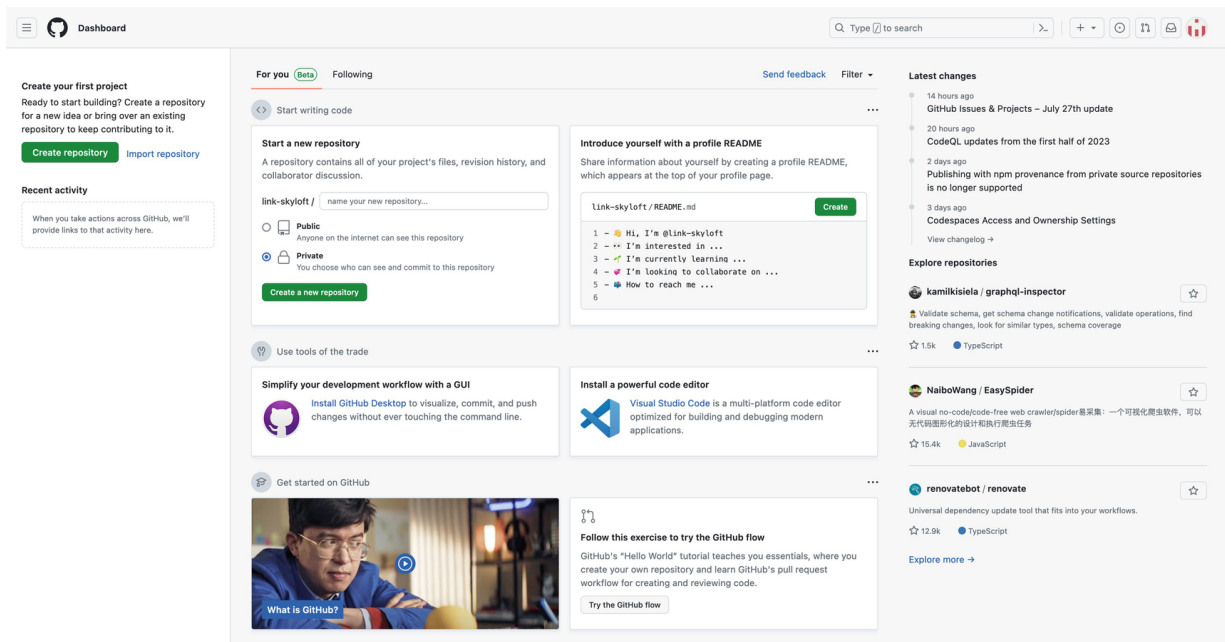 Dashboard
Type / to search
Create your first project
Ready to start building? Create a repository
for a new idea or bring over an existing
repository to keep contributing to it.
Create repository
Import repository
Recent activity
When you take actions across GitHub, we'll
provide links to that activity here.
For you Beta
Following
Send feedback
Filter
Start writing code
Start a new repository
A repository contains all of your project's files, revision history, and
collaborator discussion.
link-skyloft /
name your new repository...
Public
Anyone on the internet can see this repository
Private
You choose who can see and commit to this repository
Create a new repository
Introduce yourself with a profile README
Share information about yourself by creating a profile README,
which appears at the top of your profile page.
link-skyloft / README.md
Create
1 - 👋 Hi, I'm @link-skyloft
2 - 👀 I'm interested in ...
3 - 🌱 I'm currently learning ...
4 - 💞️ I'm looking to collaborate on ...
5 - 📫 How to reach me ...
6
Use tools of the trade
Simplify your development workflow with a GUI
Install GitHub Desktop to visualize, commit, and push
changes without ever touching the command line.
Install a powerful code editor
Visual Studio Code is a multi-platform code editor
optimized for building and debugging modern
applications.
Get started on GitHub
What is GitHub?
Follow this exercise to try the GitHub flow
GitHub's "Hello World" tutorial teaches you essentials, where you
create your own repository and learn GitHub's pull request
workflow for creating and reviewing code.
Try the GitHub flow
Latest changes
14 hours ago
GitHub Issues & Projects – July 27th update
20 hours ago
CodeQL updates from the first half of 2023
2 days ago
Publishing with npm provenance from private source repositories
is no longer supported
3 days ago
Codespaces Access and Ownership Settings
View changelog →
Explore repositories
kamilkisiela / graphql-inspector
Validate schema, get schema change notifications, validate operations, find
breaking changes, look for similar types, schema coverage
1.5k TypeScript
NaiboWang / EasySpider
A visual no-code/code-free web crawler/spider易采集：一个可视化爬虫软件，可以
无代码图形化的设计和执行爬虫任务
15.4k JavaScript
renovatebot / renovate
Universal dependency update tool that fits into your workflows.
12.9k TypeScript
Explore more →